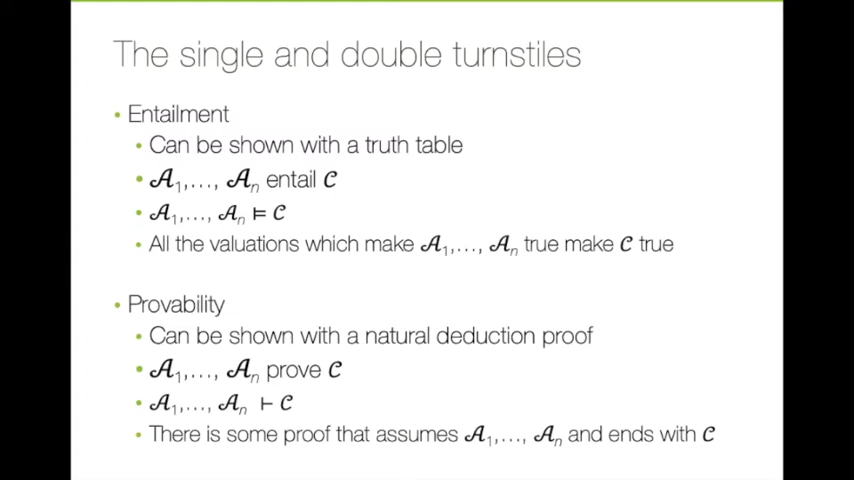 The single and double turnstiles
• Entailment
• Can be shown with a truth table
• 𝓐₁,…, 𝓐ₙ entail 𝓒
• 𝓐₁,…, 𝓐ₙ ⊨ 𝓒
• All the valuations which make 𝓐₁,…, 𝓐ₙ true make 𝓒 true
• Provability
• Can be shown with a natural deduction proof
• 𝓐₁,…, 𝓐ₙ prove 𝓒
• 𝓐₁,…, 𝓐ₙ ⊢ 𝓒
• There is some proof that assumes 𝓐₁,…, 𝓐ₙ and ends with 𝓒